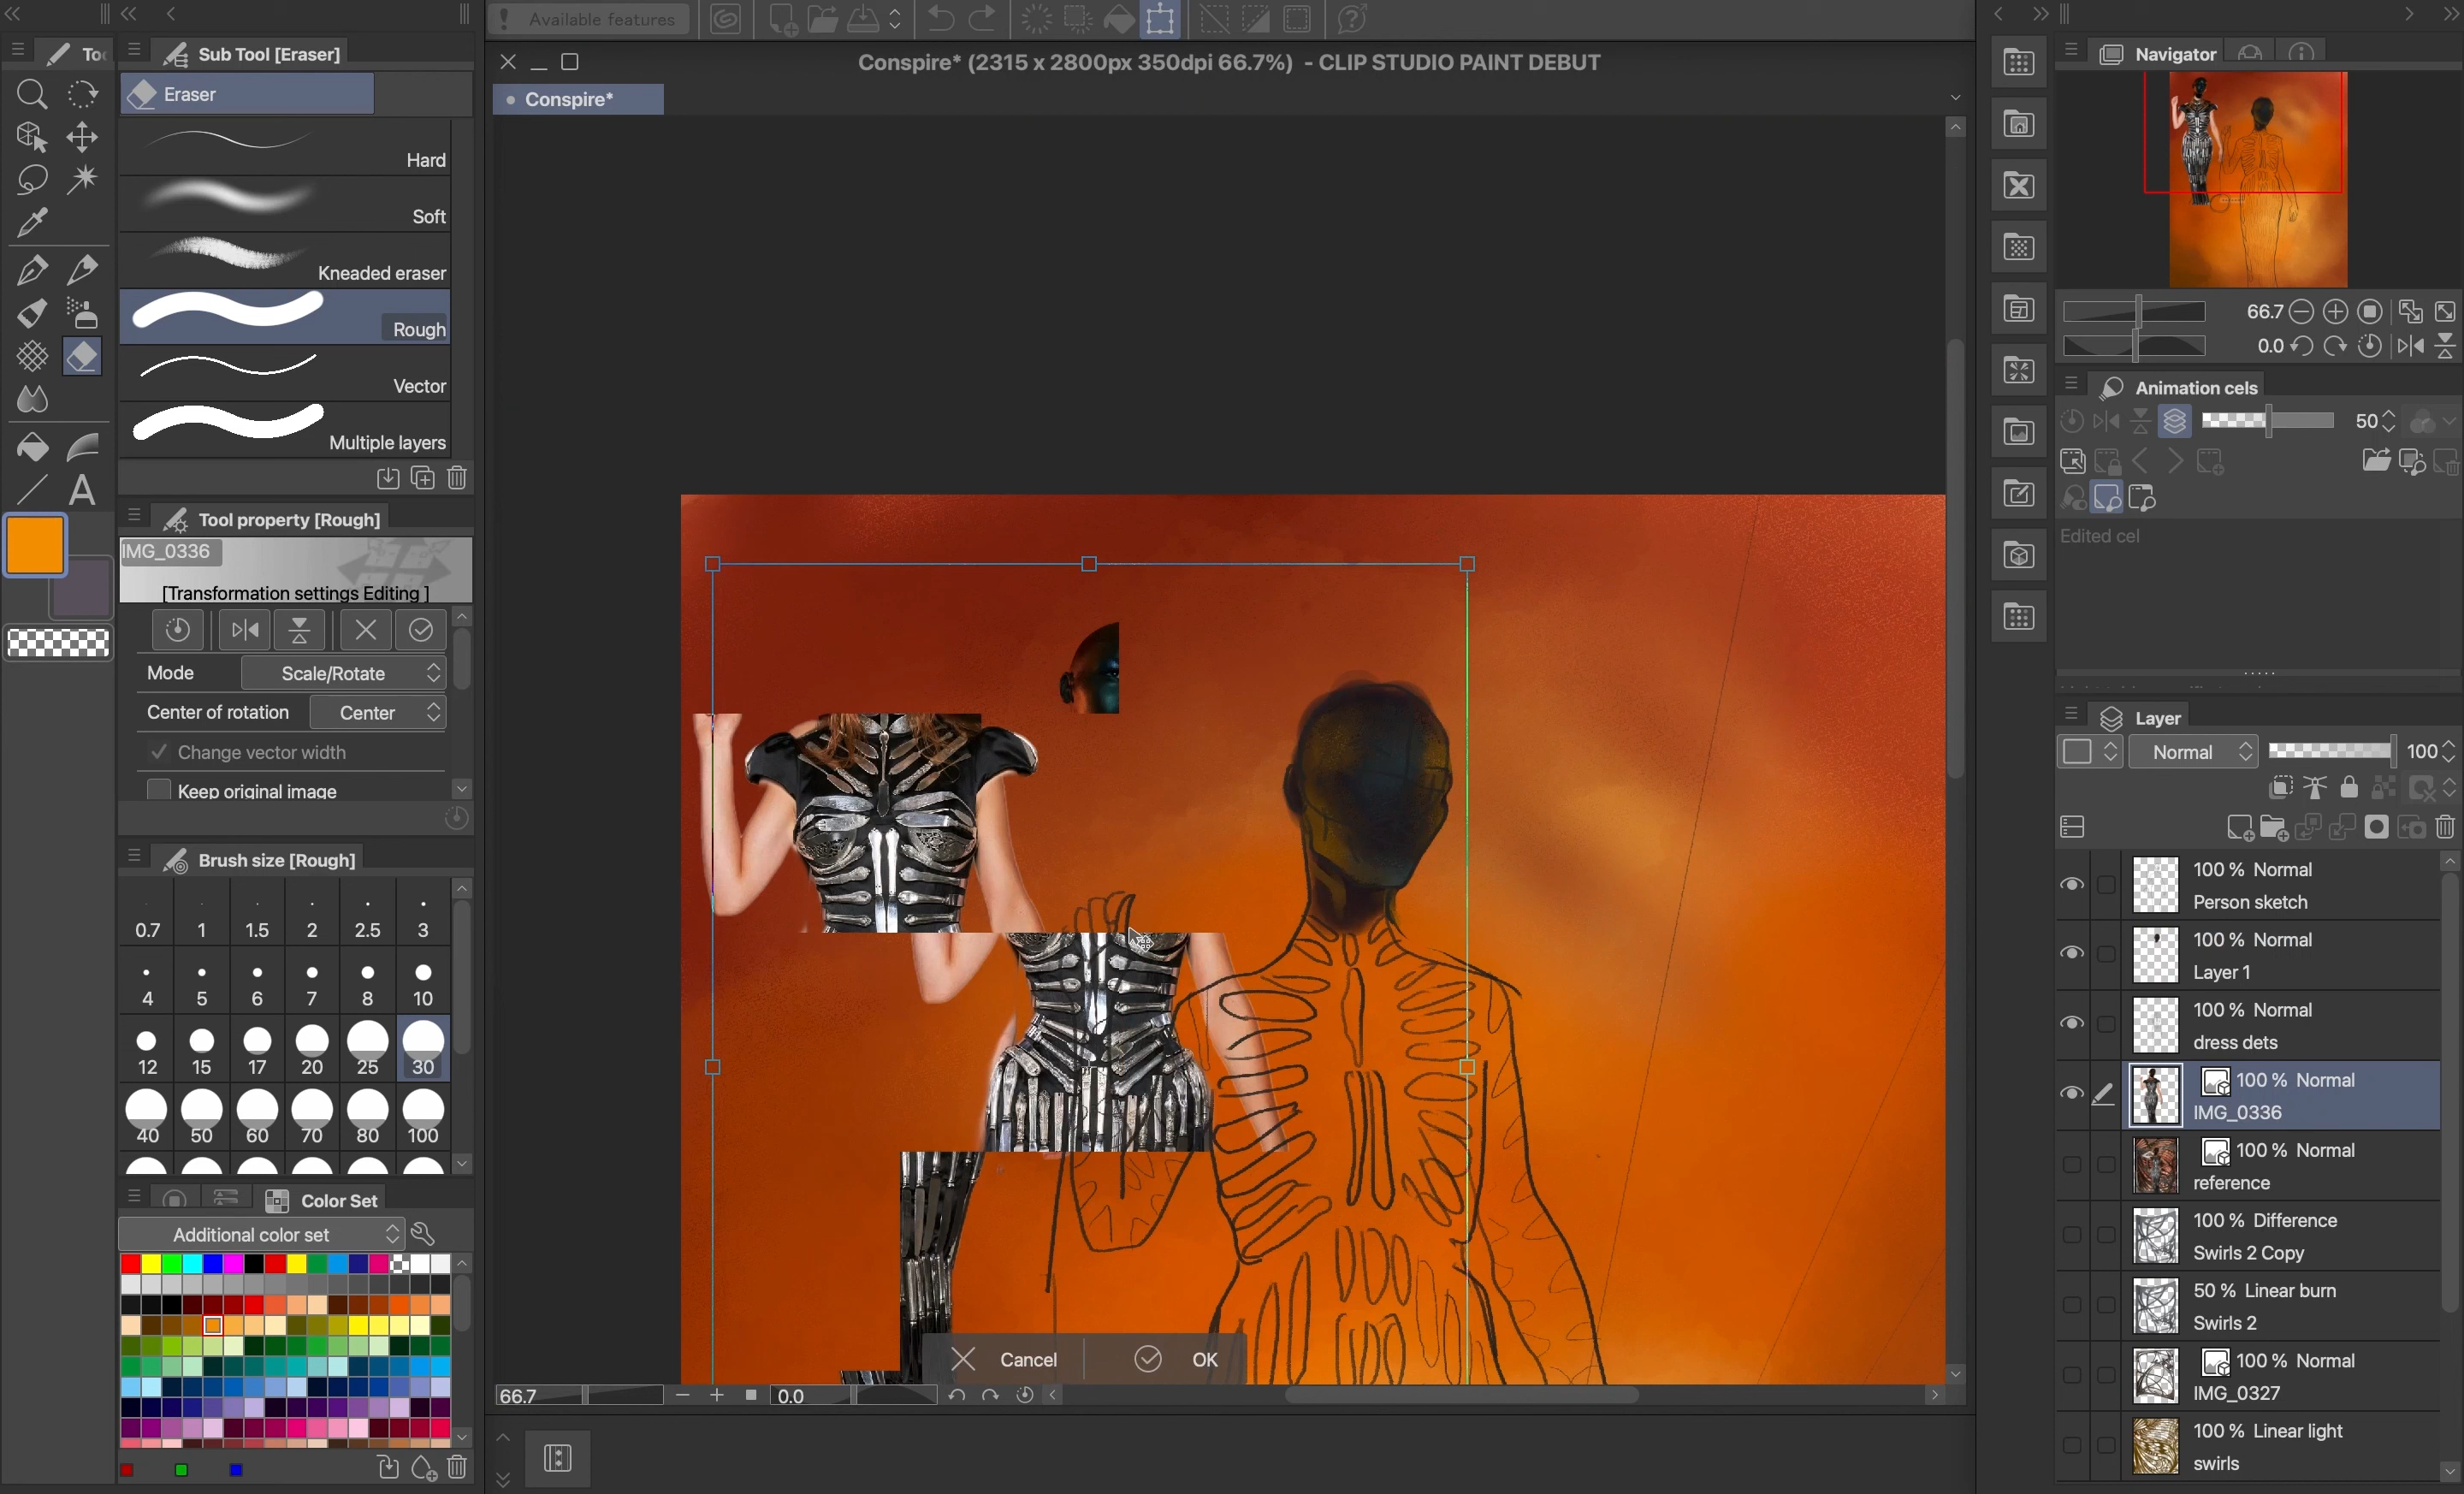 Available features
Conspire* (2315 x 2800px 350dpi 66.7%) - CLIP STUDIO PAINT DEBUT
Conspire*
Sub Tool [Eraser]
Eraser
Hard
Soft
Kneaded eraser
Rough
Vector
Multiple layers
A
Tool property [Rough]
IMG_0336
[Transformation settings Editing ]
Mode
Scale/Rotate
Center of rotation
Center
Change vector width
Keep original image
Brush size [Rough]
0.7 1 1.5 2 2.5 3
4 5 6 7 8 10
12 15 17 20 25 30
40 50 60 70 80 100
Color Set
Additional color set
Cancel
OK
66.7
0.0
Navigator
66.7
0.0
Animation cels
50
Edited cel
Layer
Normal
100
100 % Normal
Person sketch
100 % Normal
Layer 1
100 % Normal
dress dets
100 % Normal
IMG_0336
100 % Normal
reference
100 % Difference
Swirls 2 Copy
50 % Linear burn
Swirls 2
100 % Normal
IMG_0327
100 % Linear light
swirls